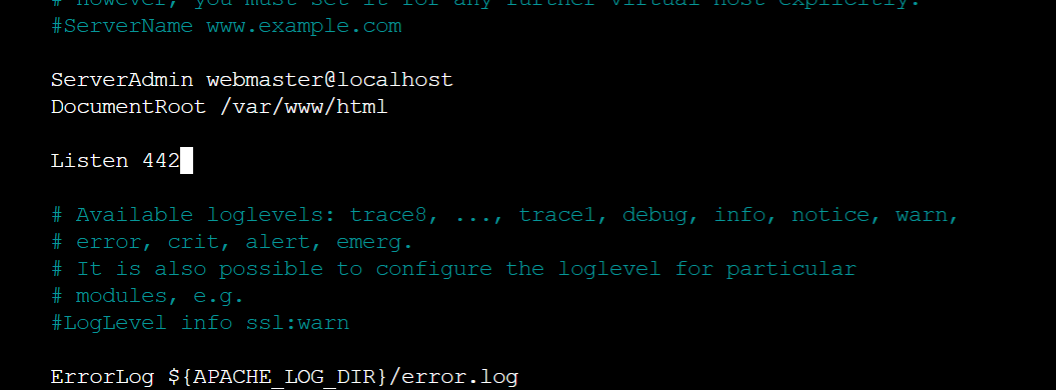 # However, you must set it for any further virtual host explicitly.
#ServerName www.example.com
ServerAdmin webmaster@localhost
DocumentRoot /var/www/html
Listen 442
# Available loglevels: trace8, ..., trace1, debug, info, notice, warn,
# error, crit, alert, emerg.
# It is also possible to configure the loglevel for particular
# modules, e.g.
#LogLevel info ssl:warn
ErrorLog ${APACHE_LOG_DIR}/error.log